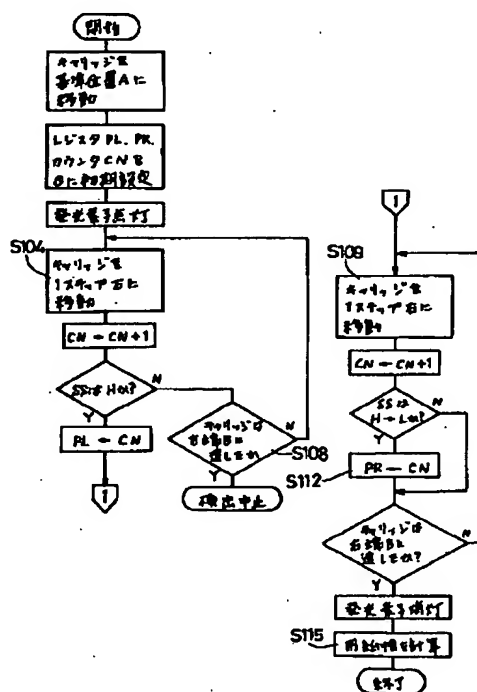 開始
キャリッジを
基準位置Aに
移動
レジスタPL、PR、
カウンタCNを
0に初期設定
発光素子点灯
S104
キャリッジを
1ステップ右に
移動
CN←CN+1
SSはHか?
N
Y
PL←CN
1
キャリッジは
右端Bに
達したか
N
S108
Y
検出中止
1
S109
キャリッジを
1ステップ右に
移動
CN←CN+1
SSは
H→Lか?
N
Y
S112
PR←CN
キャリッジは
右端Bに
達したか?
N
Y
発光素子消灯
S115
用紙幅を計算
終了